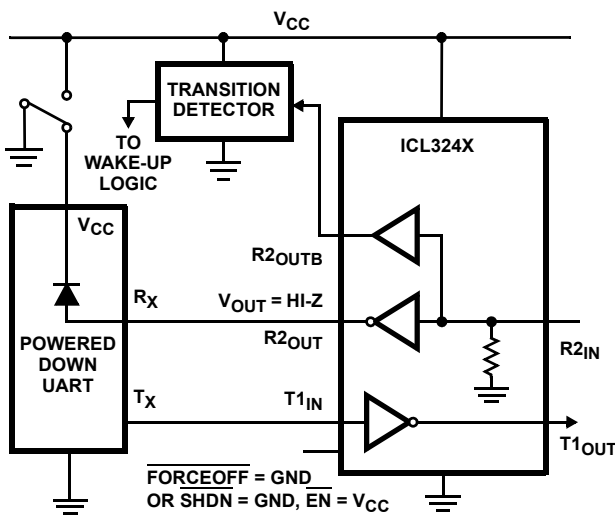 VCC
TRANSITION
DETECTOR
TO
WAKE-UP
LOGIC
ICL324X
VCC
R2OUTB
RX
VOUT = HI-Z
R2OUT
R2IN
POWERED
DOWN
UART
TX
T1IN
T1OUT
FORCEOFF = GND
OR SHDN = GND, EN = VCC